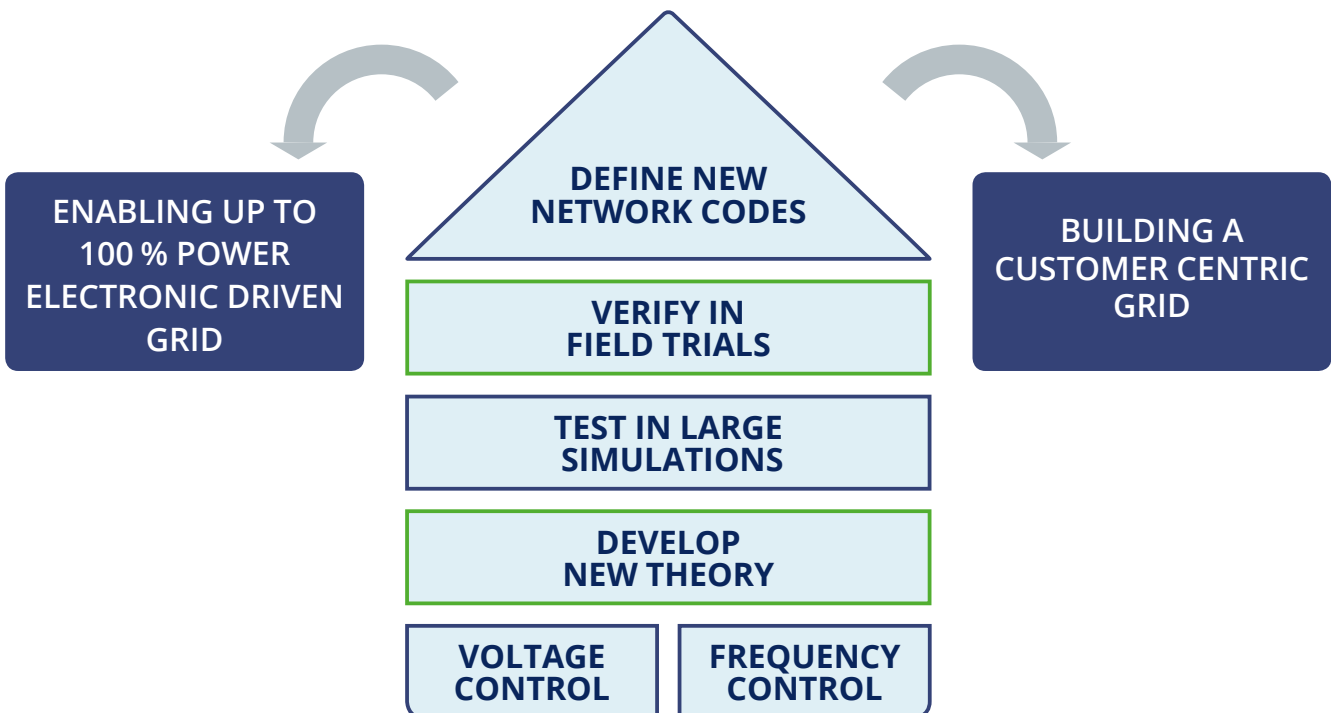 DEFINE NEW
NETWORK CODES
ENABLING UP TO
100 % POWER
ELECTRONIC DRIVEN
GRID
BUILDING A
CUSTOMER CENTRIC
GRID
VERIFY IN
FIELD TRIALS
TEST IN LARGE
SIMULATIONS
DEVELOP
NEW THEORY
VOLTAGE
CONTROL
FREQUENCY
CONTROL